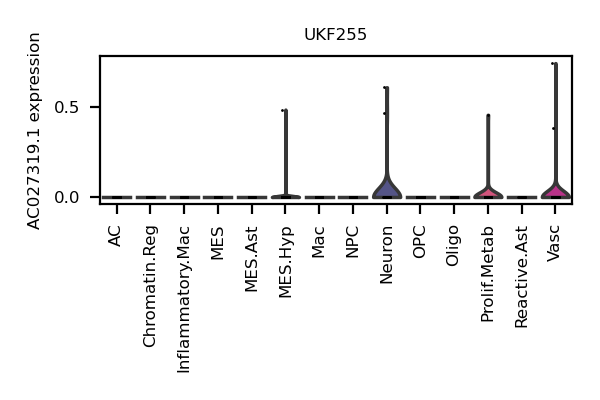 UKF255
AC027319.1 expression
0.5
0.0
AC
Chromatin.Reg
Inflammatory.Mac
MES
MES.Ast
MES.Hyp
Mac
NPC
Neuron
OPC
Oligo
Prolif.Metab
Reactive.Ast
Vasc